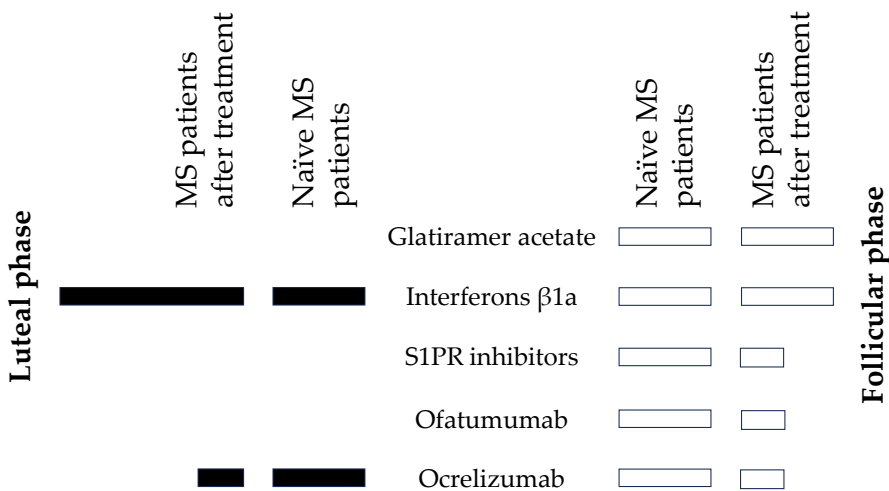 MS patients
after treatment
Naïve MS
patients
Naïve MS
patients
MS patients
after treatment
Luteal phase
Follicular phase
Glatiramer acetate
Interferons β1a
S1PR inhibitors
Ofatumumab
Ocrelizumab